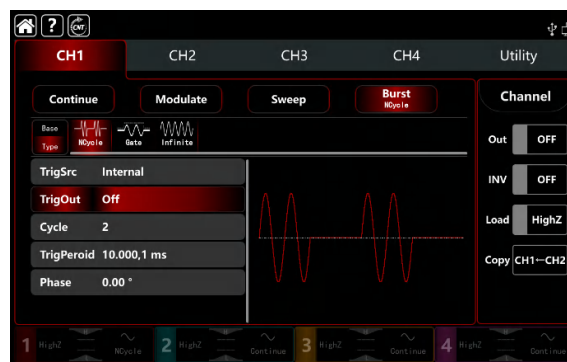 ? CNT
CH1 CH2 CH3 CH4 Utility
Continue Modulate Sweep Burst NCycle Channel
Base Type NCycle Gate Infinite
Out OFF
TrigSrc Internal
INV OFF
TrigOut Off
Load HighZ
Cycle 2
TrigPeroid 10.000,1 ms
Copy CH1←CH2
Phase 0.00 °
1 HighZ NCycle 2 HighZ Continue 3 HighZ Continue 4 HighZ Continue